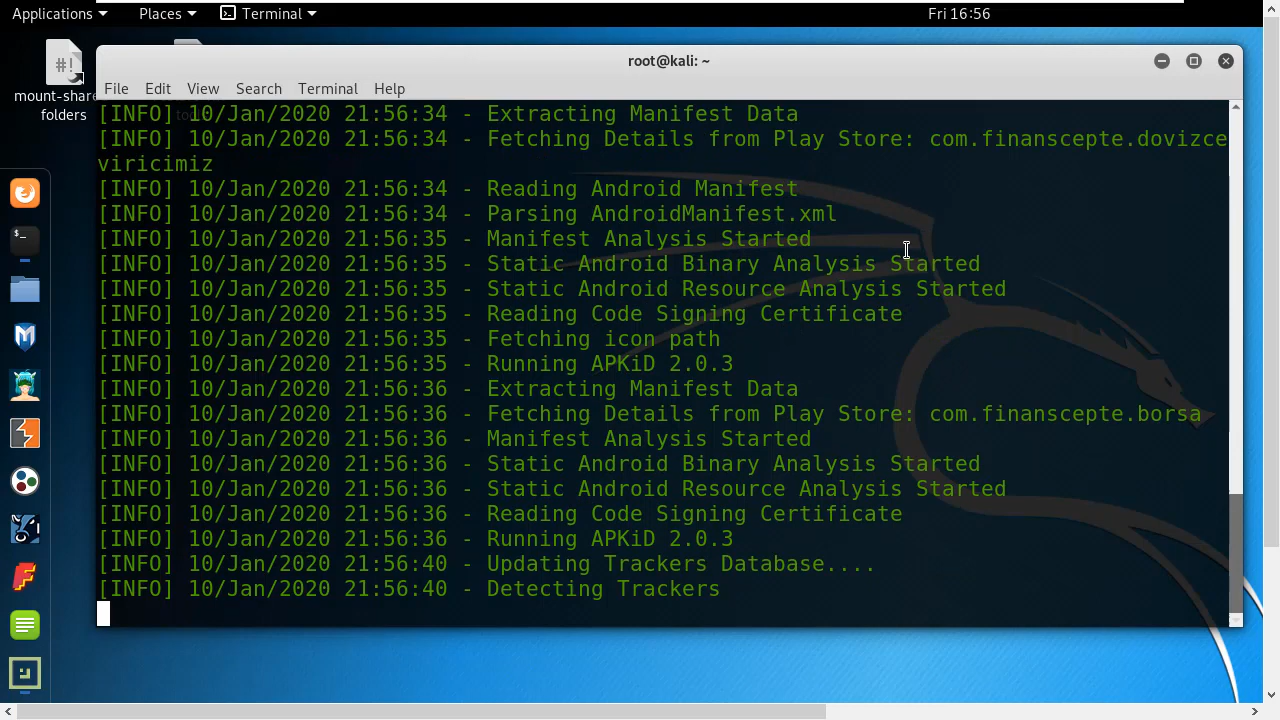 Applications Places Terminal Fri 16:56
root@kali: ~
File Edit View Search Terminal Help
mount-share
folders
[INFO] 10/Jan/2020 21:56:34 - Extracting Manifest Data
[INFO] 10/Jan/2020 21:56:34 - Fetching Details from Play Store: com.finanscepte.dovizce
viricimiz
[INFO] 10/Jan/2020 21:56:34 - Reading Android Manifest
[INFO] 10/Jan/2020 21:56:34 - Parsing AndroidManifest.xml
[INFO] 10/Jan/2020 21:56:35 - Manifest Analysis Started
[INFO] 10/Jan/2020 21:56:35 - Static Android Binary Analysis Started
[INFO] 10/Jan/2020 21:56:35 - Static Android Resource Analysis Started
[INFO] 10/Jan/2020 21:56:35 - Reading Code Signing Certificate
[INFO] 10/Jan/2020 21:56:35 - Fetching icon path
[INFO] 10/Jan/2020 21:56:35 - Running APKiD 2.0.3
[INFO] 10/Jan/2020 21:56:36 - Extracting Manifest Data
[INFO] 10/Jan/2020 21:56:36 - Fetching Details from Play Store: com.finanscepte.borsa
[INFO] 10/Jan/2020 21:56:36 - Manifest Analysis Started
[INFO] 10/Jan/2020 21:56:36 - Static Android Binary Analysis Started
[INFO] 10/Jan/2020 21:56:36 - Static Android Resource Analysis Started
[INFO] 10/Jan/2020 21:56:36 - Reading Code Signing Certificate
[INFO] 10/Jan/2020 21:56:36 - Running APKiD 2.0.3
[INFO] 10/Jan/2020 21:56:40 - Updating Trackers Database....
[INFO] 10/Jan/2020 21:56:40 - Detecting Trackers